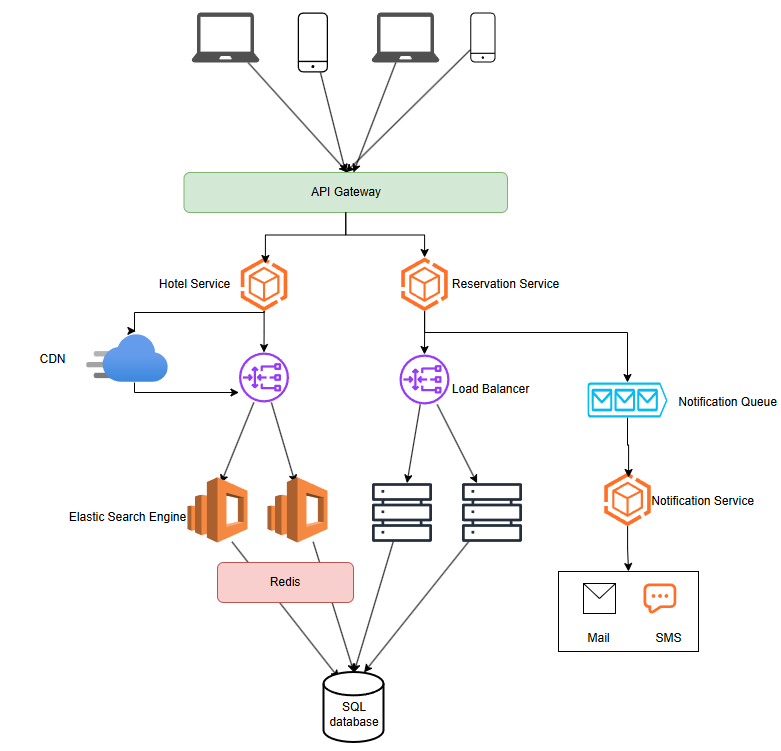 API Gateway
Hotel Service
Reservation Service
CDN
Load Balancer
Notification Queue
Elastic Search Engine
Notification Service
Redis
Mail
SMS
SQL
database